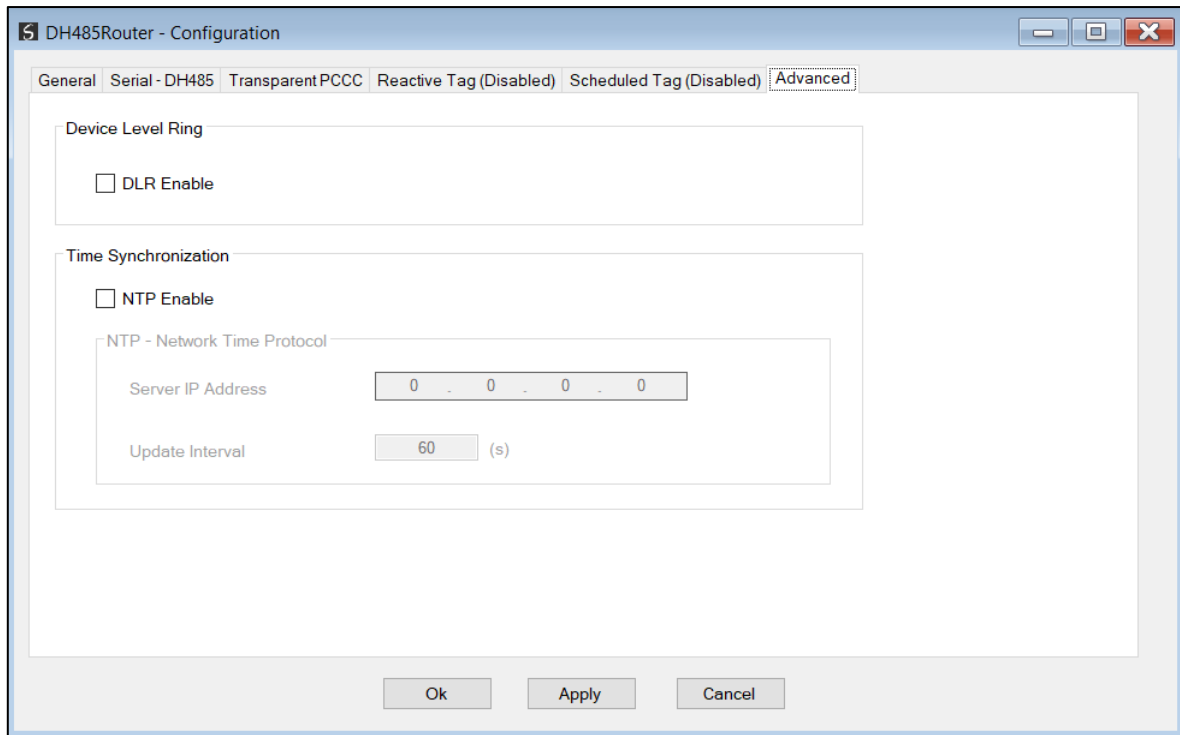 DH485Router - Configuration
General Serial - DH485 Transparent PCCC Reactive Tag (Disabled) Scheduled Tag (Disabled) Advanced
Device Level Ring
DLR Enable
Time Synchronization
NTP Enable
NTP - Network Time Protocol
Server IP Address 0 . 0 . 0 . 0
Update Interval 60 (s)
Ok Apply Cancel